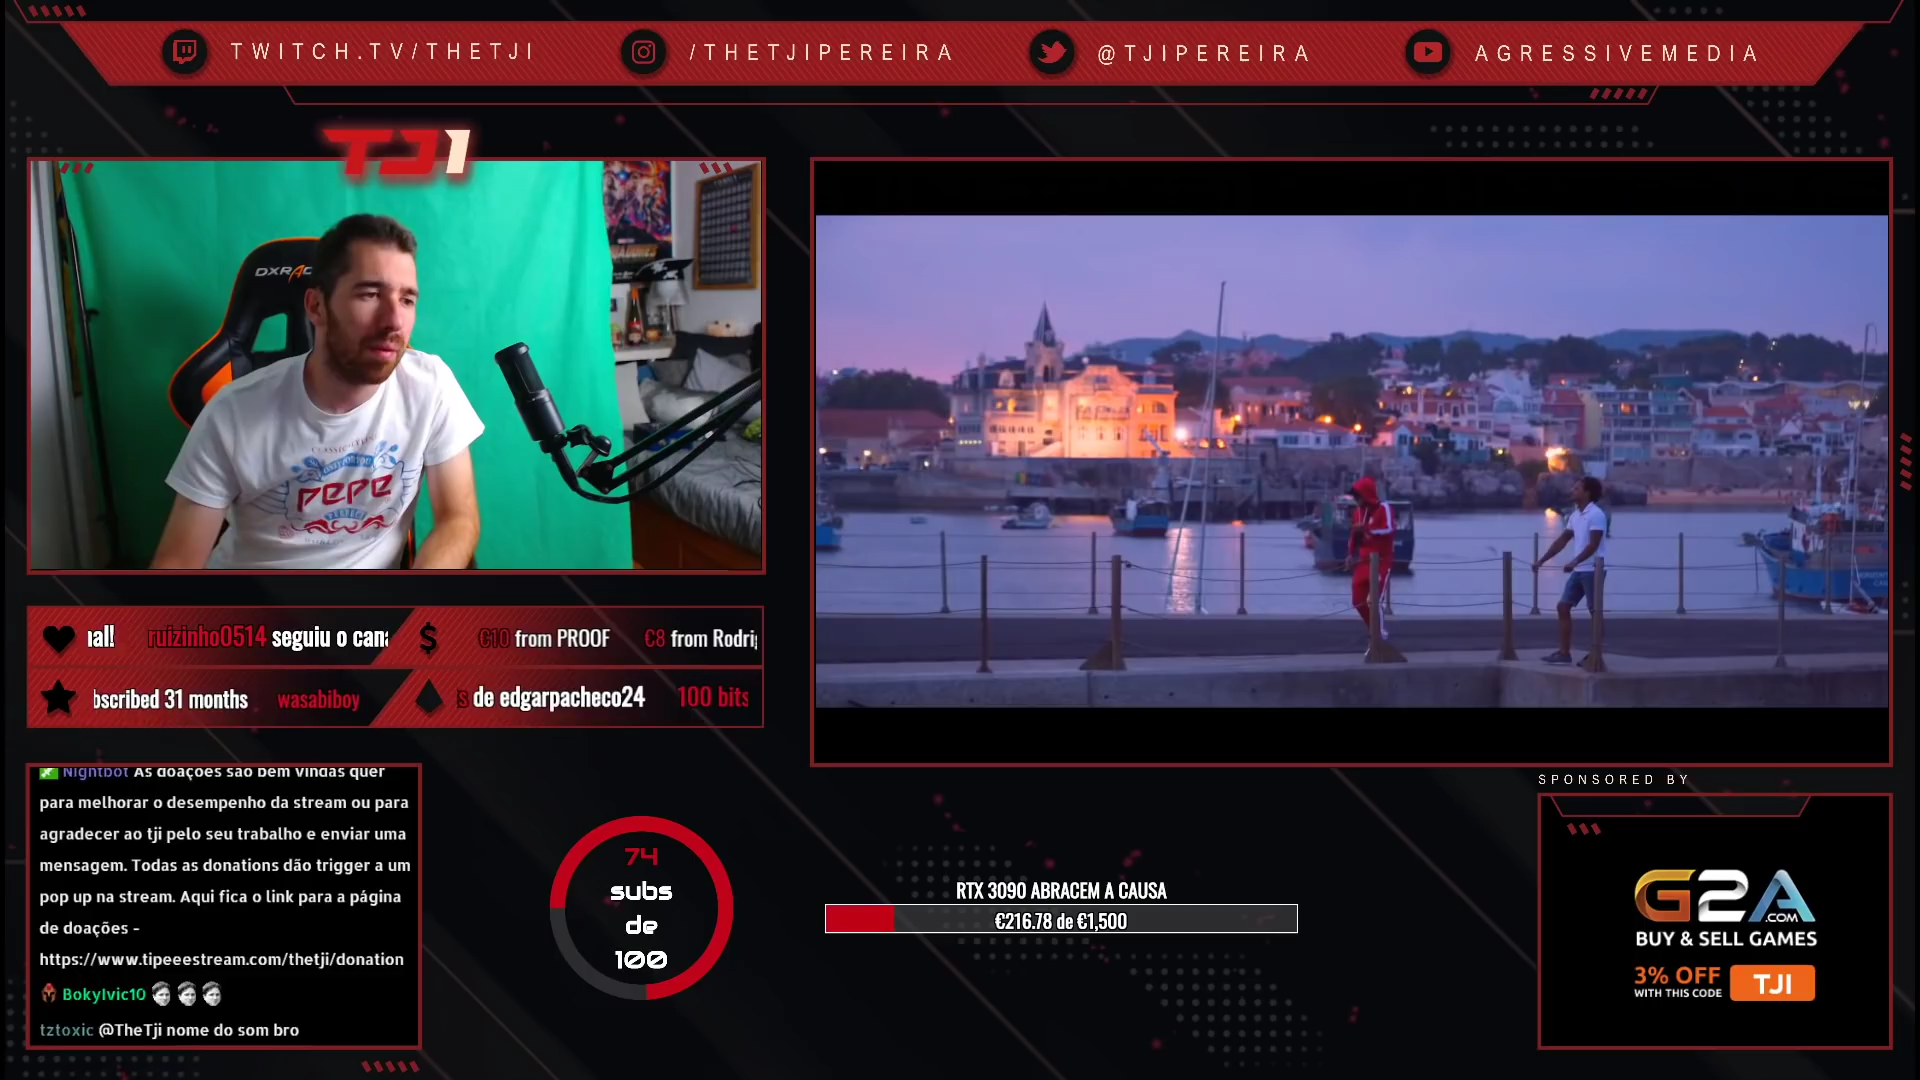 TWITCH.TV/THETJI
/THETJIPEREIRA
@TJIPEREIRA
AGRESSIVEMEDIA
TJI
DXRAC
CLASSIC
PEPE
ruizinho0514 seguiu o
€10 from PROOF €8 from
31 months wasabiboy
de edgarpacheco24 100 bits
Nightbot As doações são bem vindas quer
para melhorar o desempenho da stream ou para
agradecer ao tji pelo seu trabalho e enviar uma
mensagem. Todas as donations dão trigger a um
pop up na stream. Aqui fica o link para a página
de doações -
https://www.tipeeestream.com/thetji/donation
Bokylvic10
tztoxic @TheTji nome do som bro
74
subs
de
100
RTX 3090 ABRACEM A CAUSA
€216.78 de €1,500
SPONSORED BY
G2A
.COM
BUY & SELL GAMES
3% OFF
WITH THIS CODE
TJI